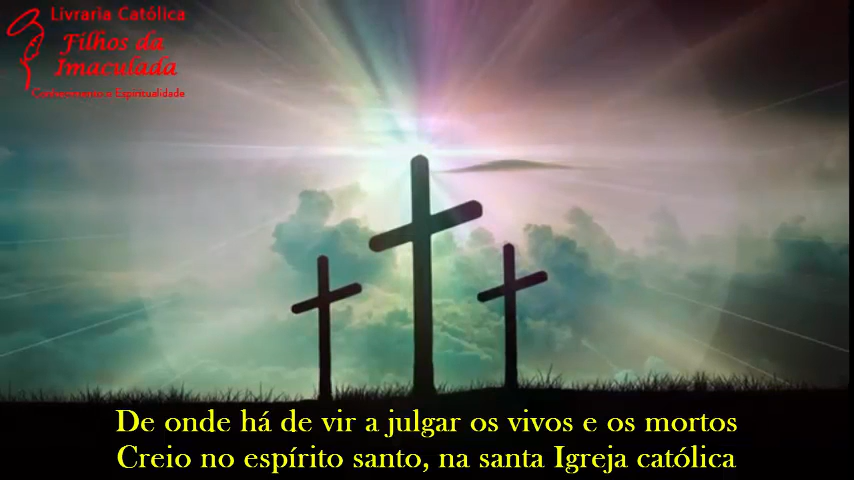 Livraria Católica
Filhos da
Imaculada
Espiritualidade
De onde há de vir a julgar os vivos e os mortos
Creio no espírito santo, na santa Igreja católica